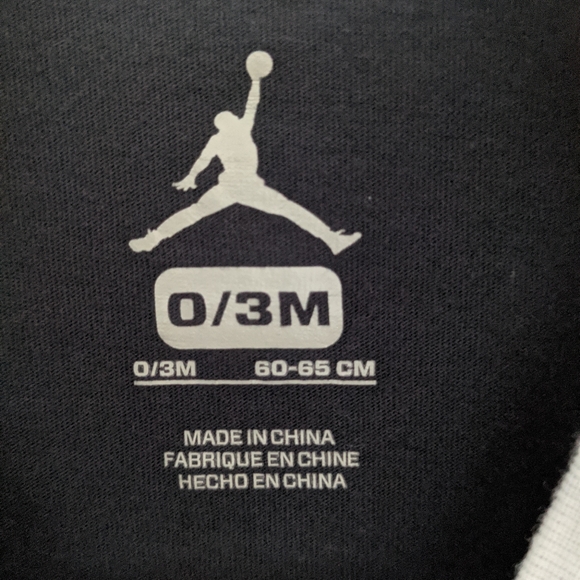 0/3M
0/3M 60-65 CM
MADE IN CHINA
FABRIQUE EN CHINE
HECHO EN CHINA